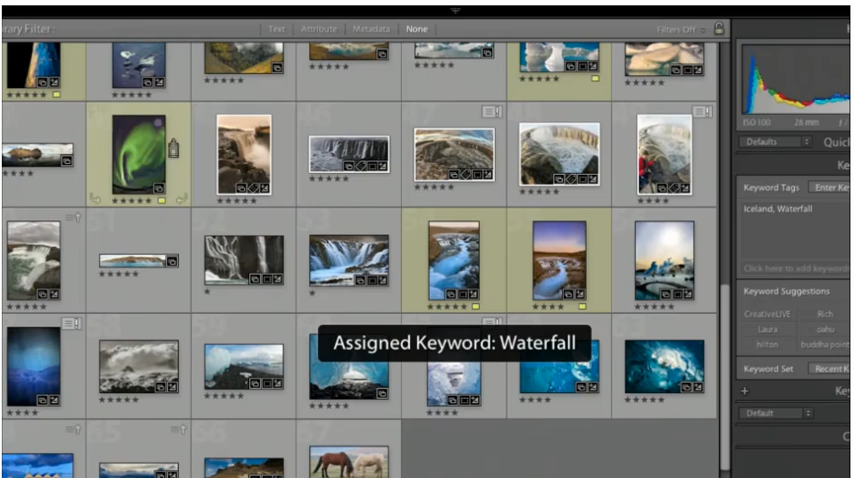 rary Filter :
Text Attribute Metadata None
Filters Off
ISO 100 28 mm
Defaults Quic
Ke
Keyword Tags Enter Ke
Iceland, Waterfall
Click here to add keyword
Keyword Suggestions
CreativeLIVE Rich
Laura oahu
hilton buddha point
Keyword Set Recent K
Assigned Keyword: Waterfall
+ Key
Default
C